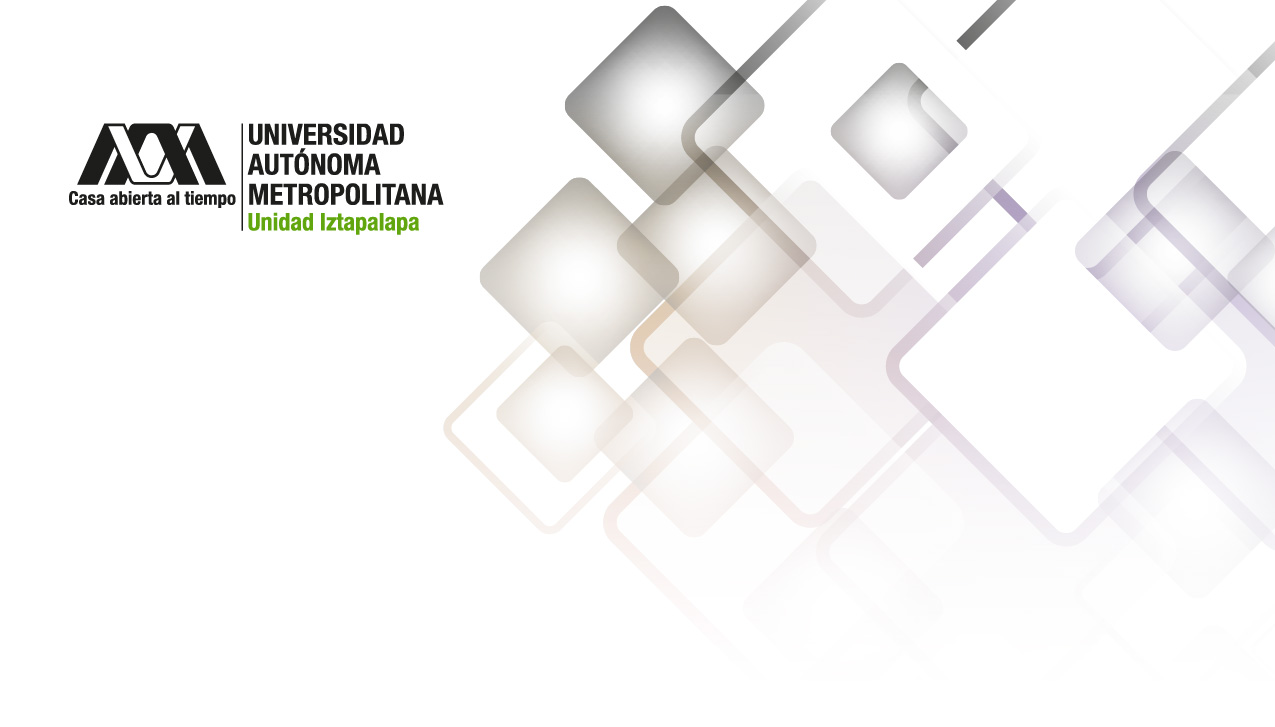 Casa abierta al tiempo
UNIVERSIDAD
AUTÓNOMA
METROPOLITANA
Unidad Iztapalapa